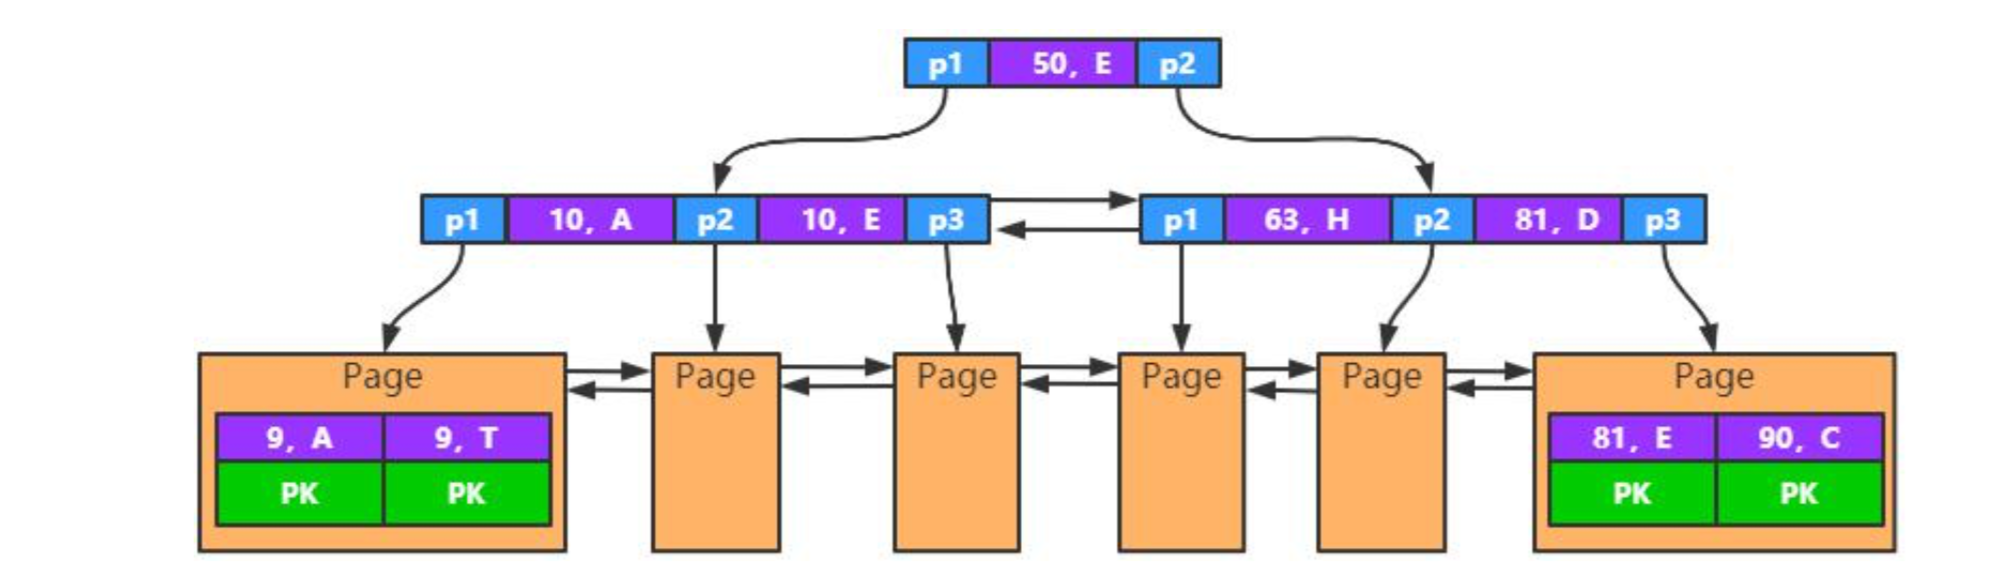 p1 50, E p2
p1 10, A p2 10, E p3 p1 63, H p2 81, D p3
Page Page Page Page Page Page
9, A 9, T 81, E 90, C
PK PK PK PK